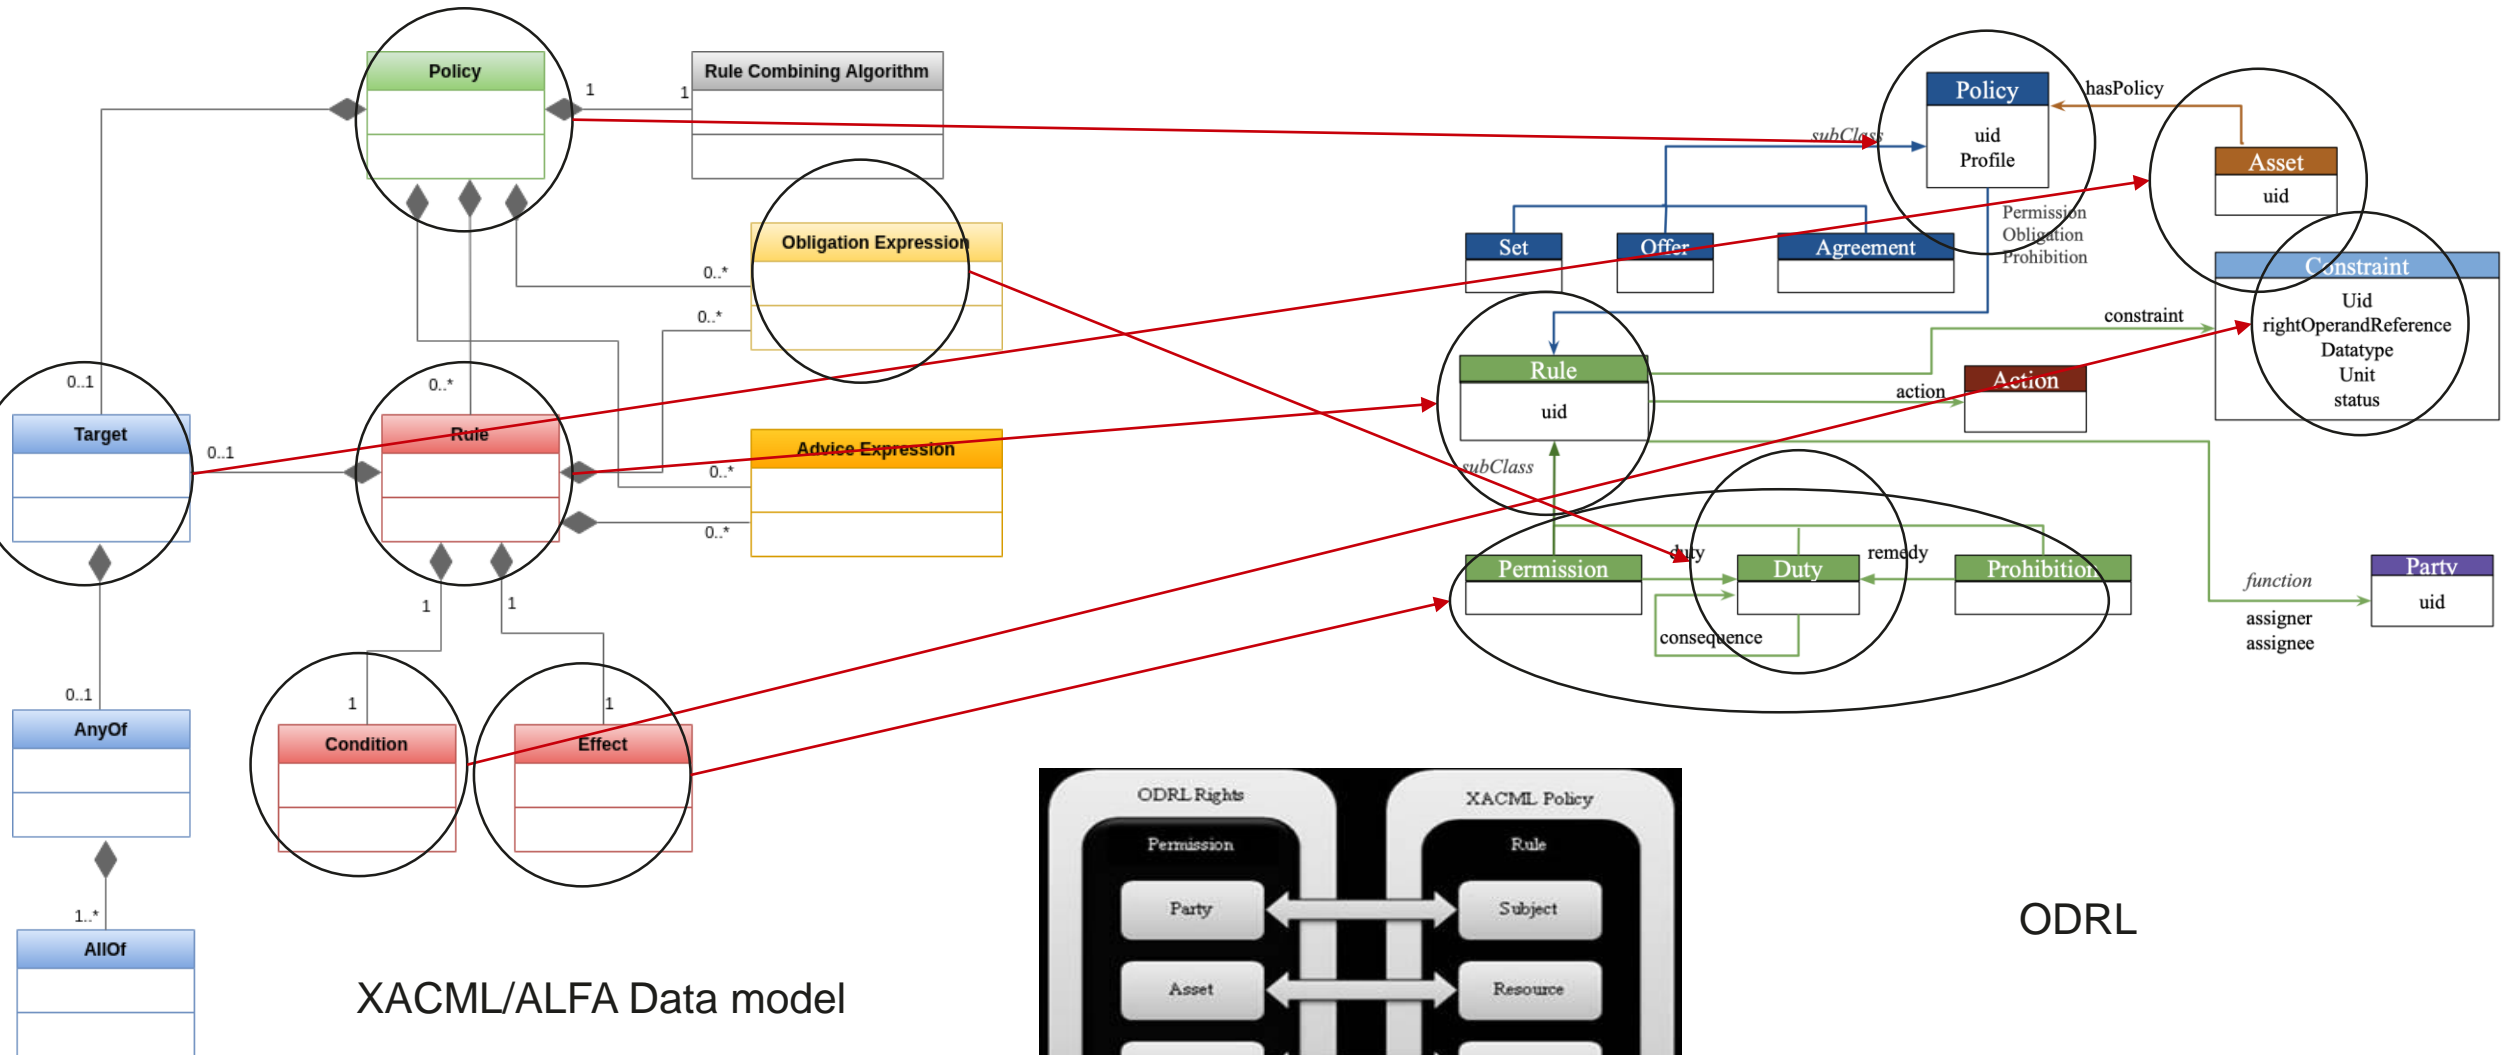 Policy
1
1
Rule Combining Algorithm
Obligation Expression
0..*
0..*
0..1
0..*
Target
0..1
Rule
Advice Expression
0..*
0..*
1
1
1
1
0..1
Condition
Effect
AnyOf
1..*
AllOf
XACML/ALFA Data model
Policy
uid
Profile
hasPolicy
subClass
Asset
uid
Permission
Obligation
Prohibition
Set
Offer
Agreement
Constraint
Uid
rightOperandReference
Datatype
Unit
status
constraint
Rule
uid
action
Action
subClass
duty
remedy
Permission
Duty
Prohibition
consequence
function
assigner
assignee
Party
uid
ODRL Rights
XACML Policy
Permission
Rule
Party
Subject
Asset
Resource
ODRL